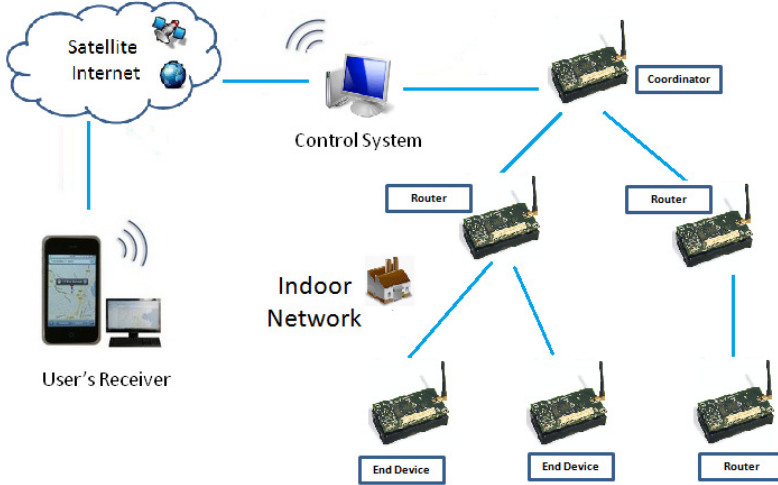 Satellite
Internet
Control System
Coordinator
Router
Router
Indoor
Network
User's Receiver
End Device
End Device
Router